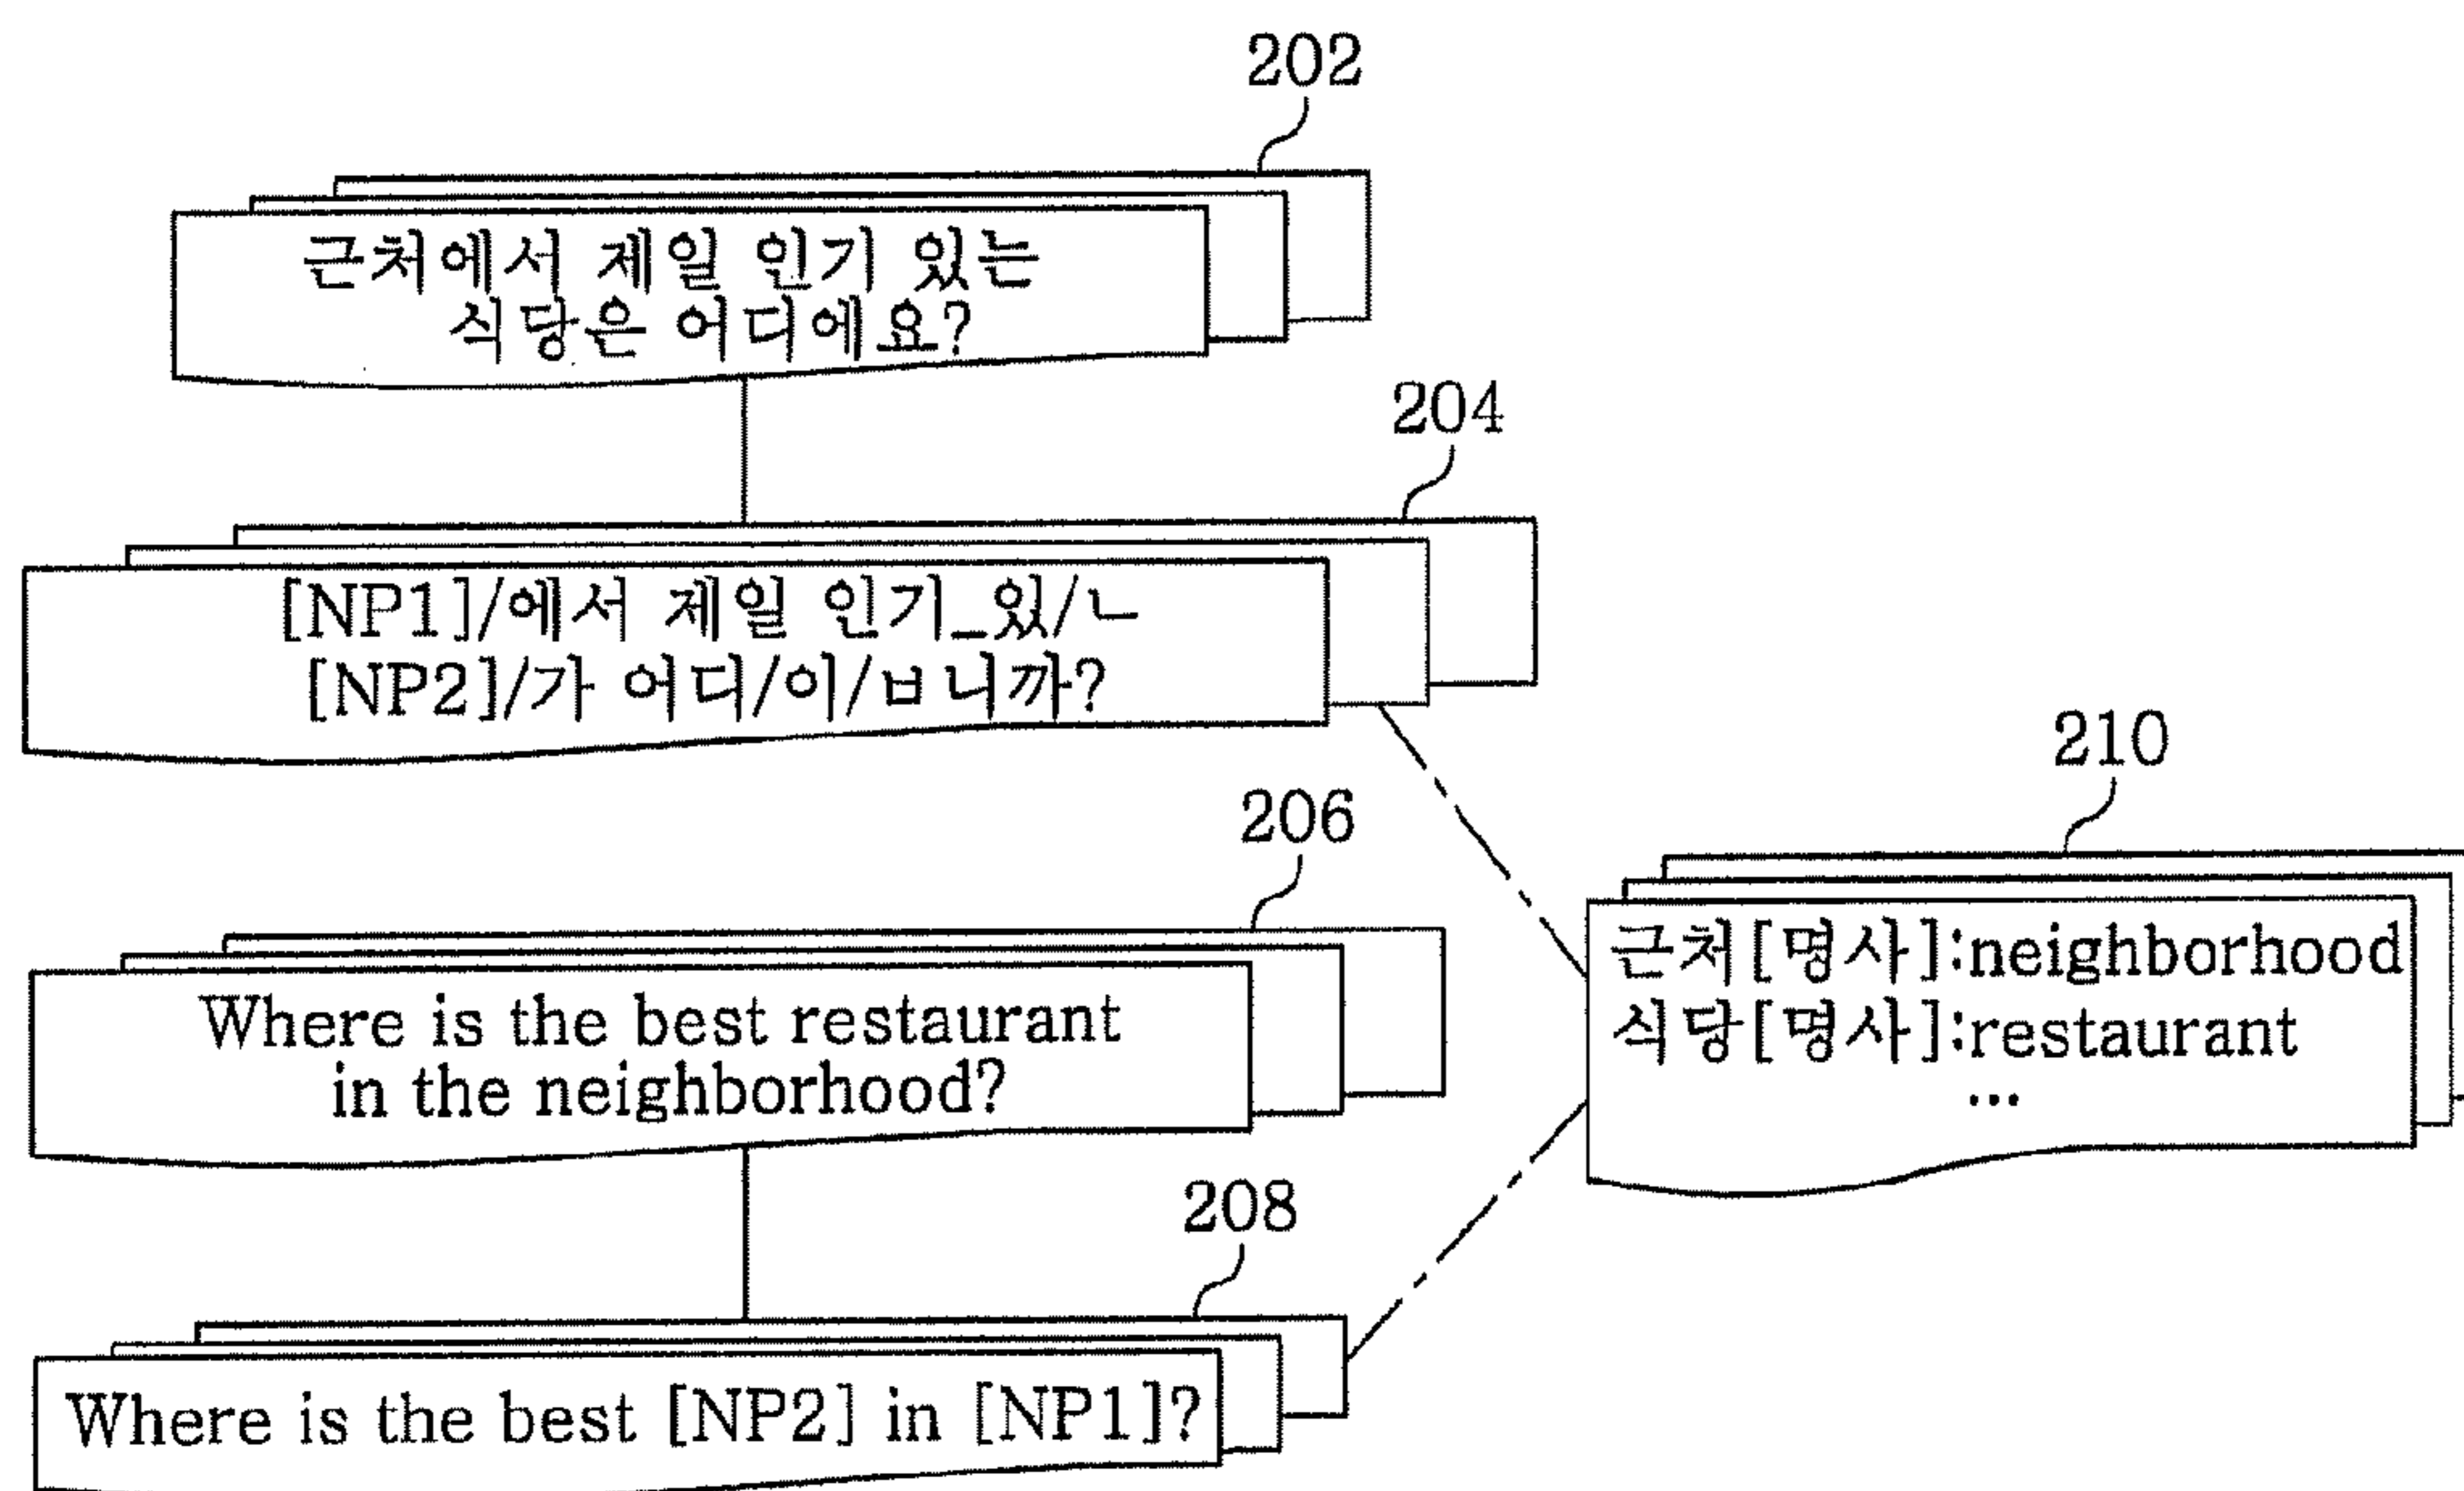 202
근처에서 제일 인기 있는
식당은 어디에요?
204
[NP1]/에서 제일 인기_있/ㄴ
[NP2]/가 어디/이/ㅂ니까?
206
Where is the best restaurant
in the neighborhood?
208
Where is the best [NP2] in [NP1]?
210
근처[명사]:neighborhood
식당[명사]:restaurant
...